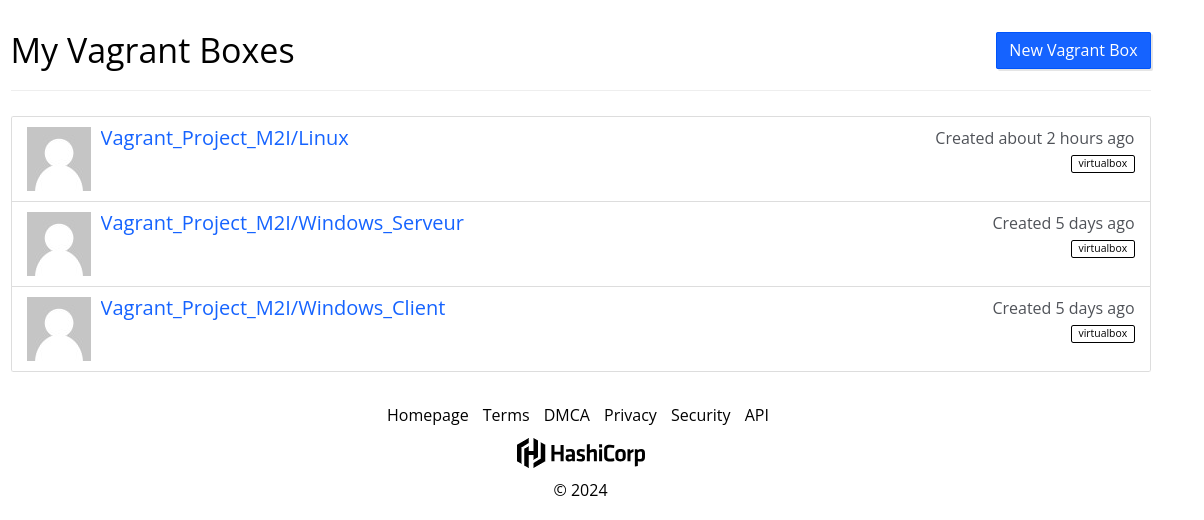 My Vagrant Boxes
New Vagrant Box
Vagrant_Project_M2I/Linux
Created about 2 hours ago
virtualbox
Vagrant_Project_M2I/Windows_Serveur
Created 5 days ago
virtualbox
Vagrant_Project_M2I/Windows_Client
Created 5 days ago
virtualbox
Homepage Terms DMCA Privacy Security API
HashiCorp
© 2024